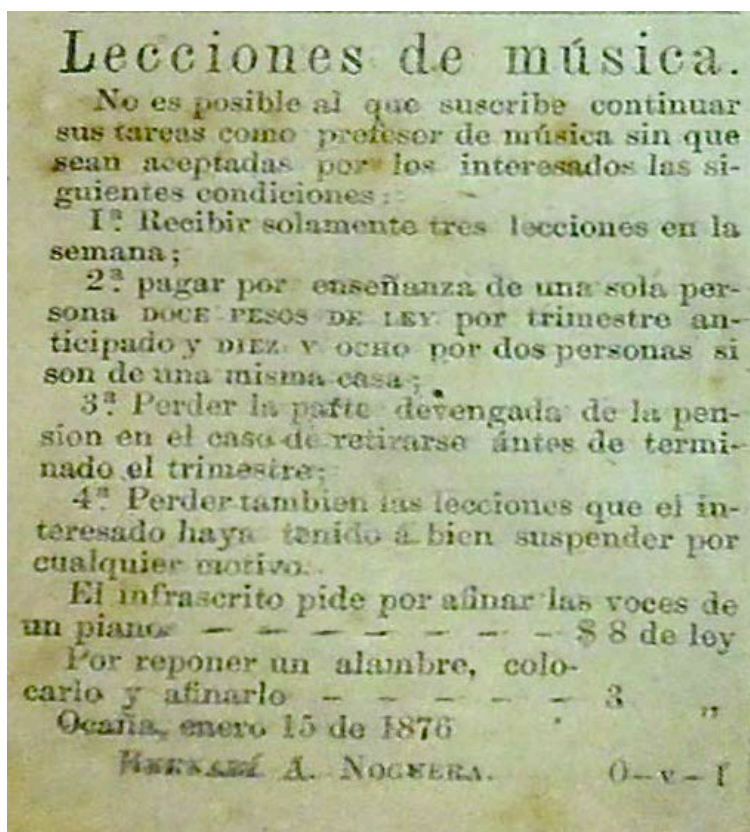 Lecciones de música.
No es posible al que suscribe continuar
sus tareas como profesor de música sin que
sean aceptadas por los interesados las si-
guientes condiciones:
1ª Recibir solamente tres lecciones en la
semana;
2ª pagar por enseñanza de una sola per-
sona DOCE PESOS DE LEY por trimestre an-
ticipado y DIEZ Y OCHO por dos personas si
son de una misma casa;
3ª Perder la parte devengada de la pen-
sion en el caso de retirarse ántes de termi-
nado el trimestre;
4ª Perder tambien las lecciones que el in-
teresado haya tenido á bien suspender por
cualquier motivo.
El infrascrito pide por afinar las voces de
un piano — — — — — — — $ 8 de ley
Por reponer un alambre, colo-
carlo y afinarlo — — — — — 3 „
Ocaña, enero 15 de 1876
A. NOGUERA. 0–v–1